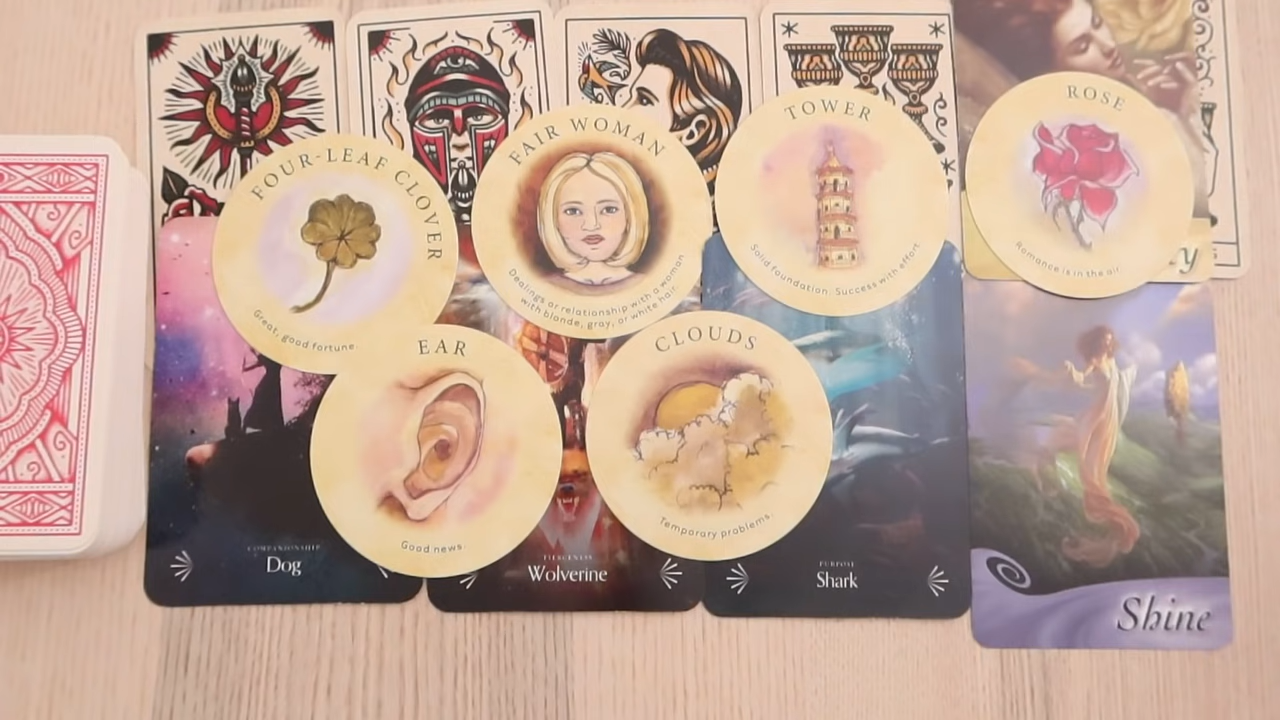 FOUR-LEAF CLOVER
Great, good fortune
FAIR WOMAN
Dealings or relationship with a woman
with blonde, gray, or white hair.
TOWER
Solid foundation. Success with effort.
ROSE
Romance is in the air.
EAR
Good news.
CLOUDS
Temporary problems.
COMPANIONSHIP
Dog
FIERCENESS
Wolverine
PURPOSE
Shark
Shine